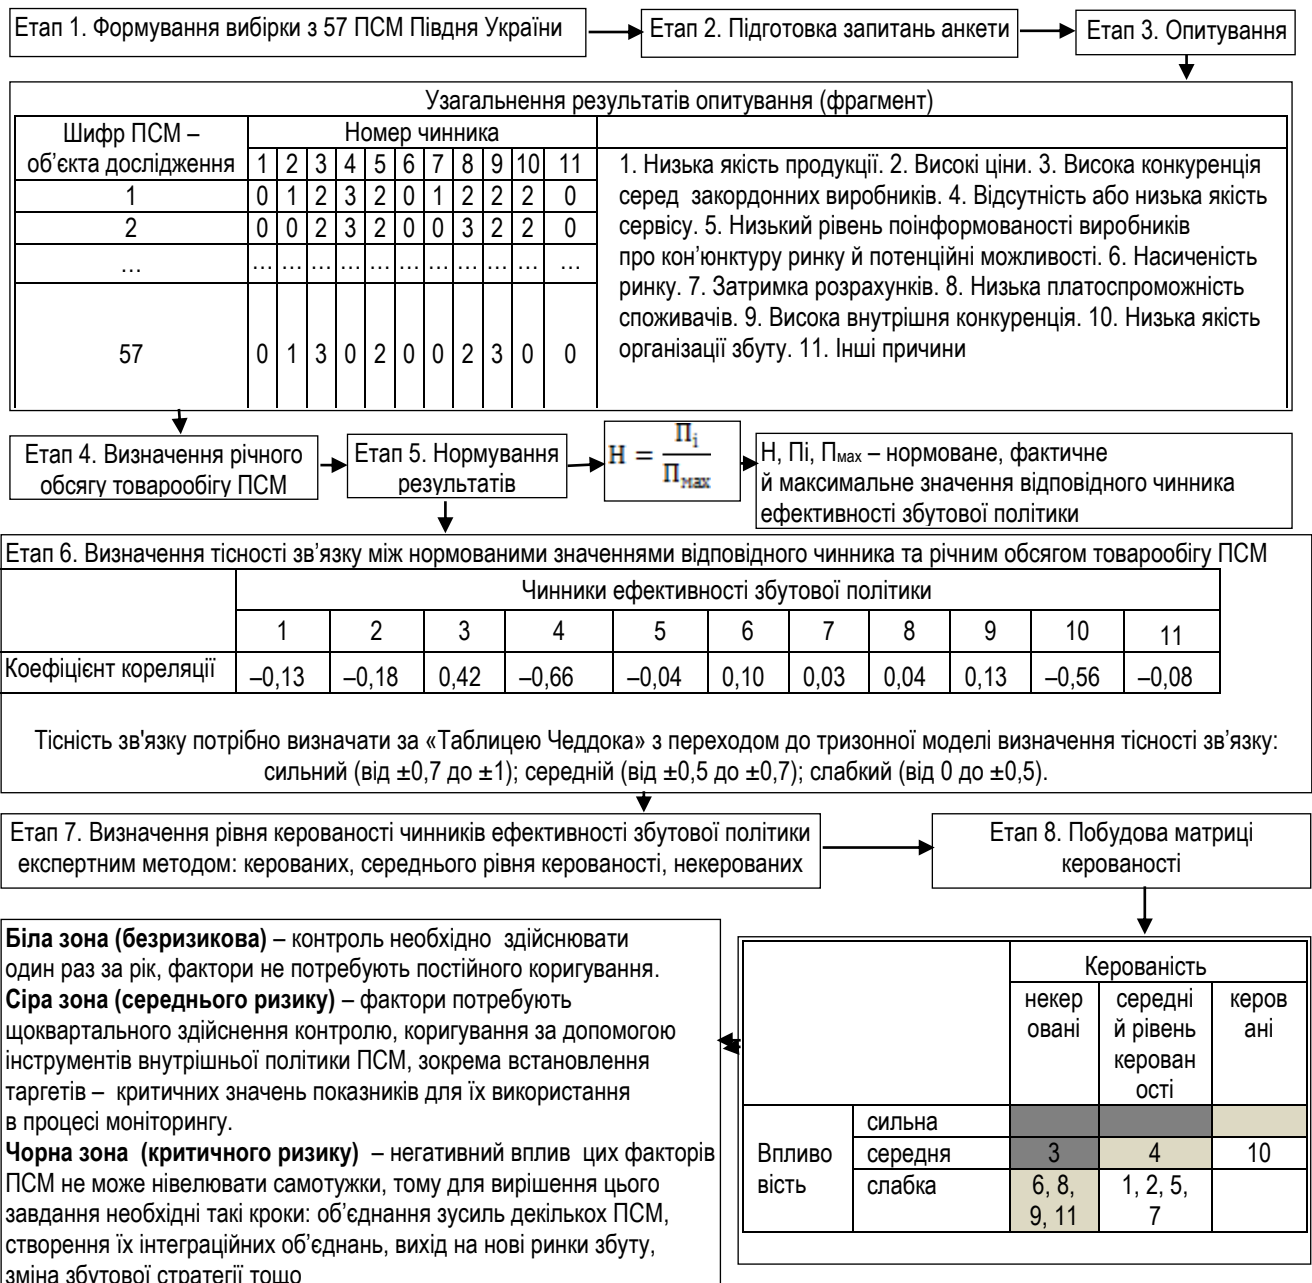 Етап 1. Формування вибірки з 57 ПСМ Півдня України
Етап 2. Підготовка запитань анкети
Етап 3. Опитування
Узагальнення результатів опитування (фрагмент)
Шифр ПСМ –
об’єкта дослідження
Номер чинника
1 2 3 4 5 6 7 8 9 10 11
1 0 1 2 3 2 0 1 2 2 2 0
2 0 0 2 3 2 0 0 3 2 2 0
… … … … … … … … … … … …
57 0 1 3 0 2 0 0 2 3 0 0
1. Низька якість продукції. 2. Високі ціни. 3. Висока конкуренція
серед закордонних виробників. 4. Відсутність або низька якість
сервісу. 5. Низький рівень поінформованості виробників
про кон’юнктуру ринку й потенційні можливості. 6. Насиченість
ринку. 7. Затримка розрахунків. 8. Низька платоспроможність
споживачів. 9. Висока внутрішня конкуренція. 10. Низька якість
організації збуту. 11. Інші причини
Етап 4. Визначення річного
обсягу товарообігу ПСМ
Етап 5. Нормування
результатів
Н = Пі / Пмах
Н, Пі, Пмах – нормоване, фактичне
й максимальне значення відповідного чинника
ефективності збутової політики
Етап 6. Визначення тісності зв’язку між нормованими значеннями відповідного чинника та річним обсягом товарообігу ПСМ
Чинники ефективності збутової політики
1 2 3 4 5 6 7 8 9 10 11
Коефіцієнт кореляції –0,13 –0,18 0,42 –0,66 –0,04 0,10 0,03 0,04 0,13 –0,56 –0,08
Тісність зв'язку потрібно визначати за «Таблицею Чеддока» з переходом до тризонної моделі визначення тісності зв’язку:
сильний (від ±0,7 до ±1); середній (від ±0,5 до ±0,7); слабкий (від 0 до ±0,5).
Етап 7. Визначення рівня керованості чинників ефективності збутової політики
експертним методом: керованих, середнього рівня керованості, некерованих
Етап 8. Побудова матриці
керованості
Біла зона (безризикова) – контроль необхідно здійснювати
один раз за рік, фактори не потребують постійного коригування.
Сіра зона (середнього ризику) – фактори потребують
щоквартального здійснення контролю, коригування за допомогою
інструментів внутрішньої політики ПСМ, зокрема встановлення
таргетів – критичних значень показників для їх використання
в процесі моніторингу.
Чорна зона (критичного ризику) – негативний вплив цих факторів
ПСМ не може нівелювати самотужки, тому для вирішення цього
завдання необхідні такі кроки: об’єднання зусиль декількох ПСМ,
створення їх інтеграційних об’єднань, вихід на нові ринки збуту,
зміна збутової стратегії тощо
Керованість
некер
овані
середні
й рівень
керован
ості
керов
ані
Впливо
вість
сильна
середня 3 4 10
слабка 6, 8,
9, 11
1, 2, 5,
7